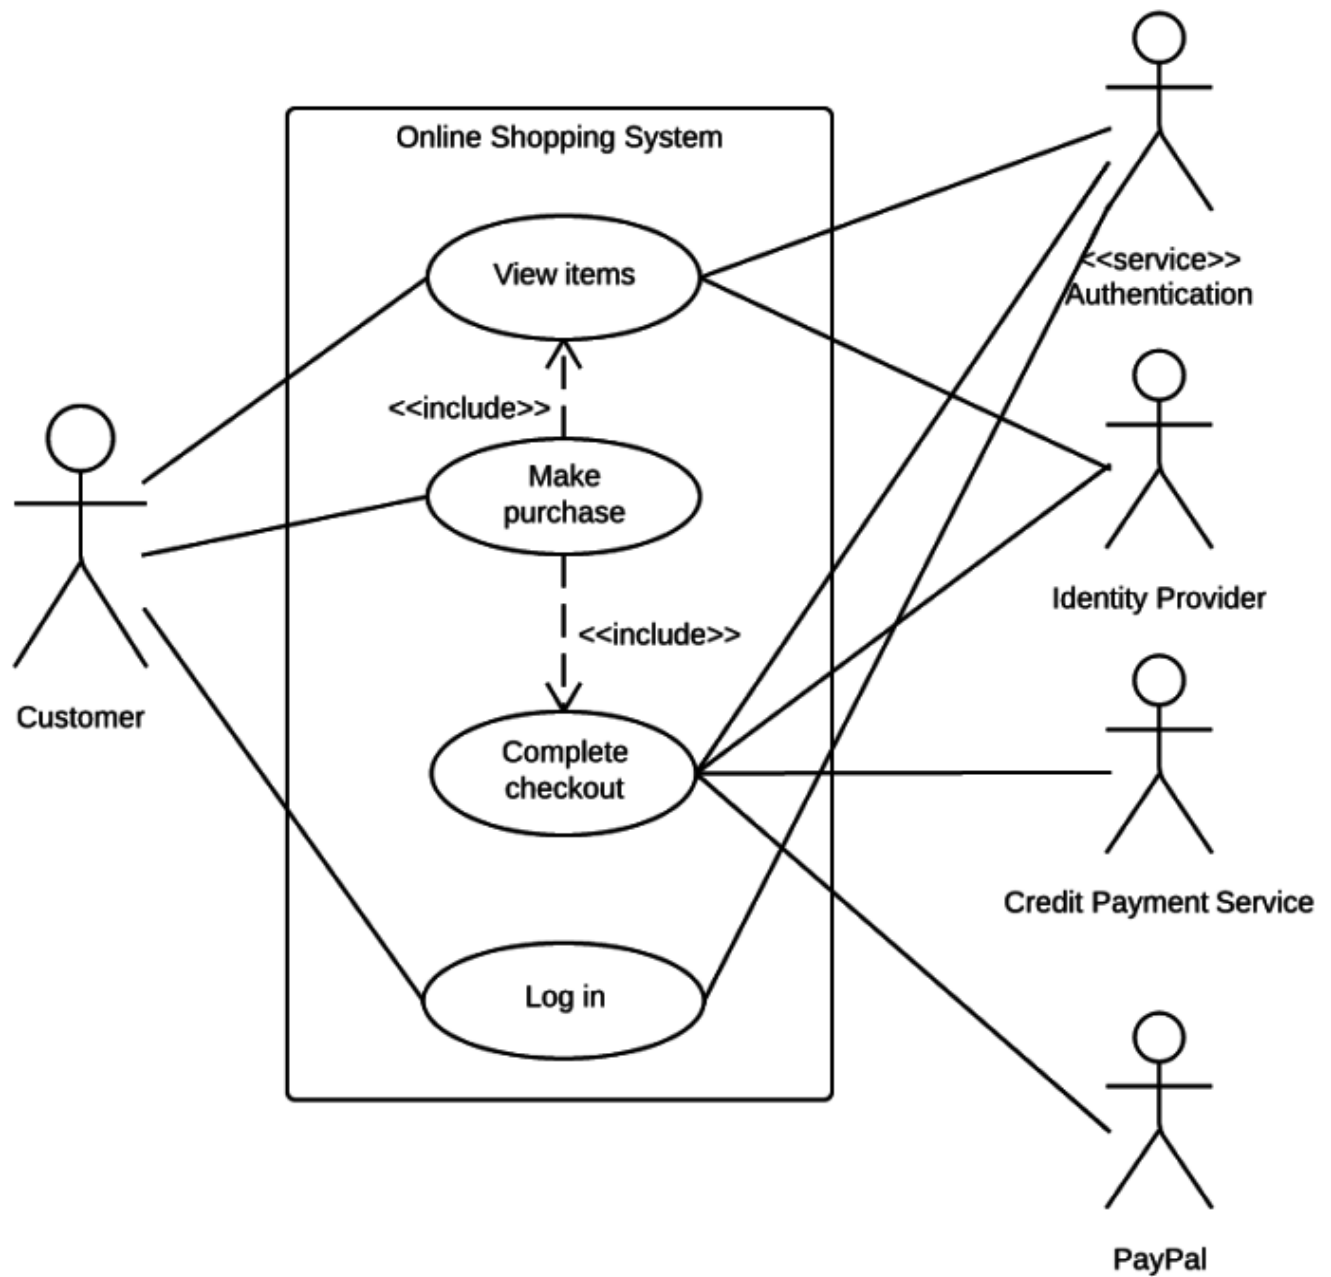 Online Shopping System
View items
<<include>>
Make
purchase
<<include>>
Complete
checkout
Log in
Customer
<<service>>
Authentication
Identity Provider
Credit Payment Service
PayPal